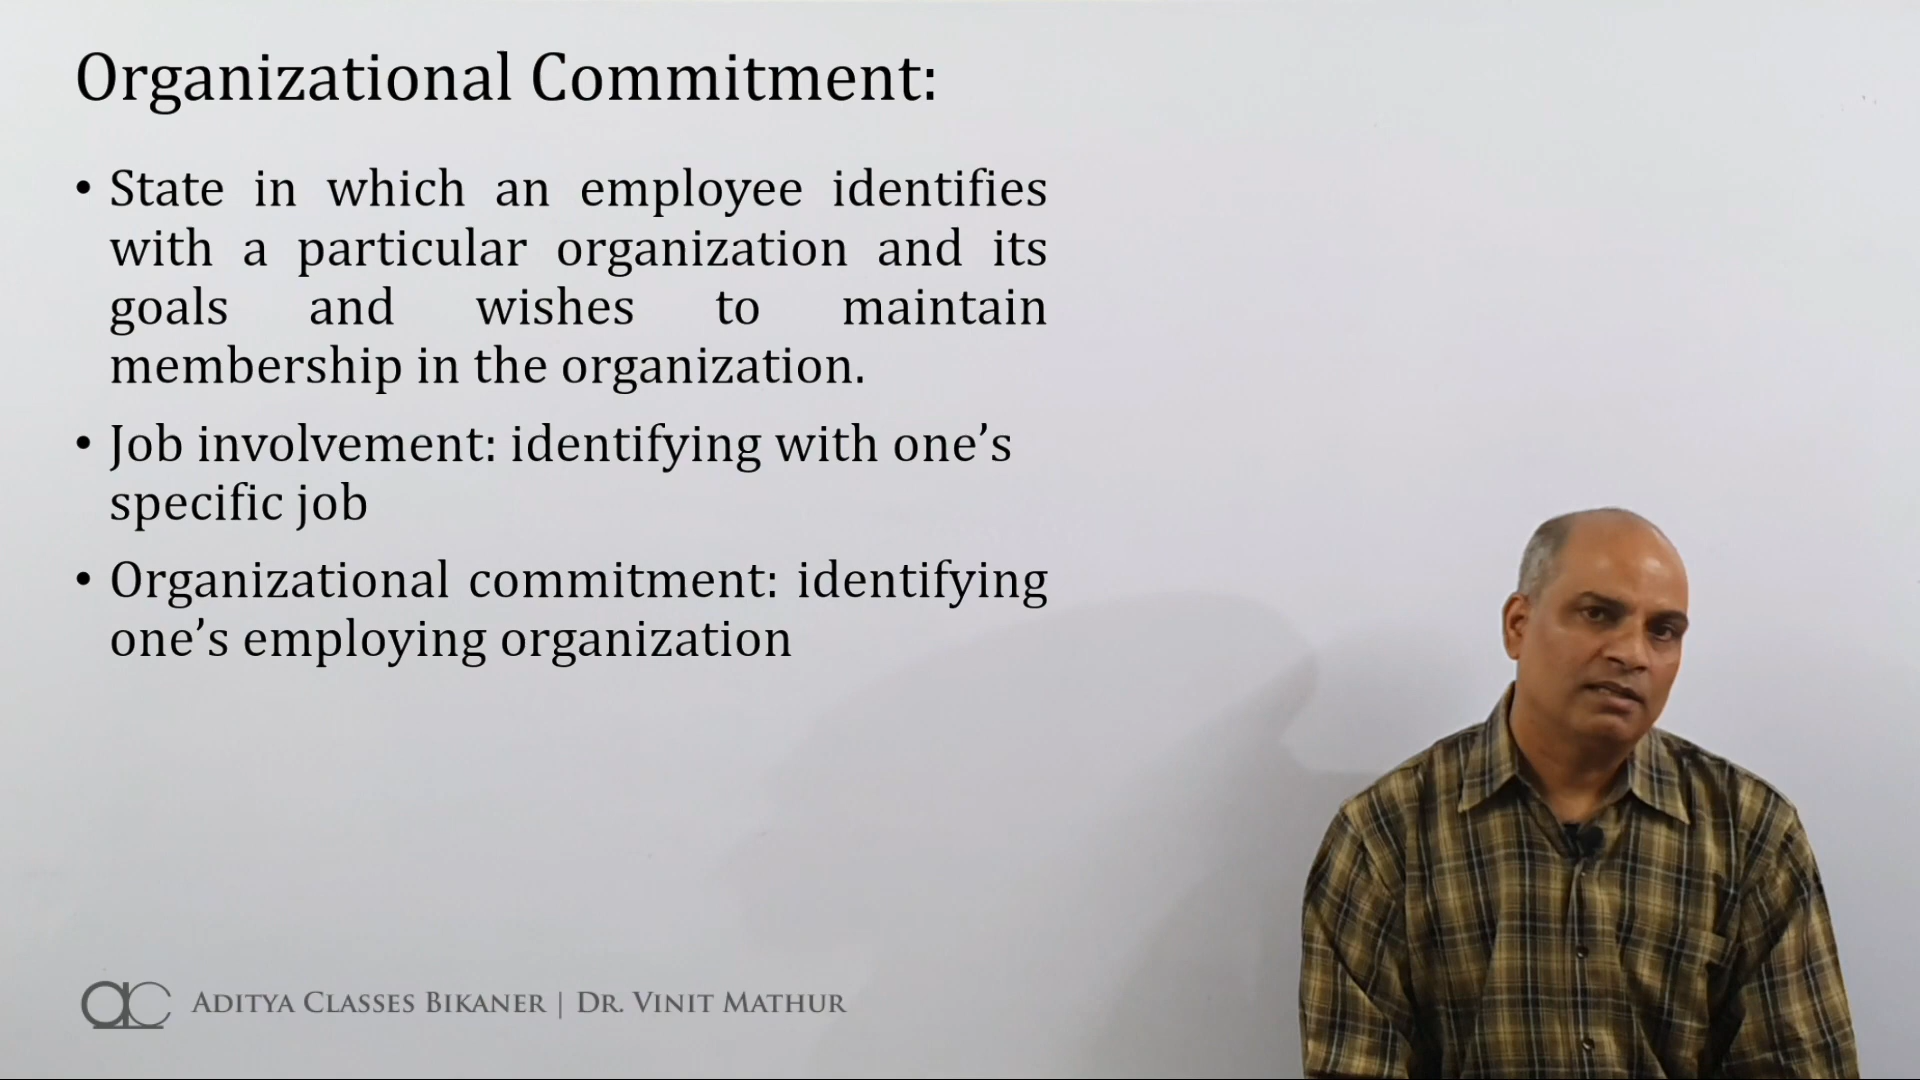 Organizational Commitment:
• State in which an employee identifies
with a particular organization and its
goals and wishes to maintain
membership in the organization.
• Job involvement: identifying with one’s
specific job
• Organizational commitment: identifying
one’s employing organization
ac ADITYA CLASSES BIKANER | DR. VINIT MATHUR